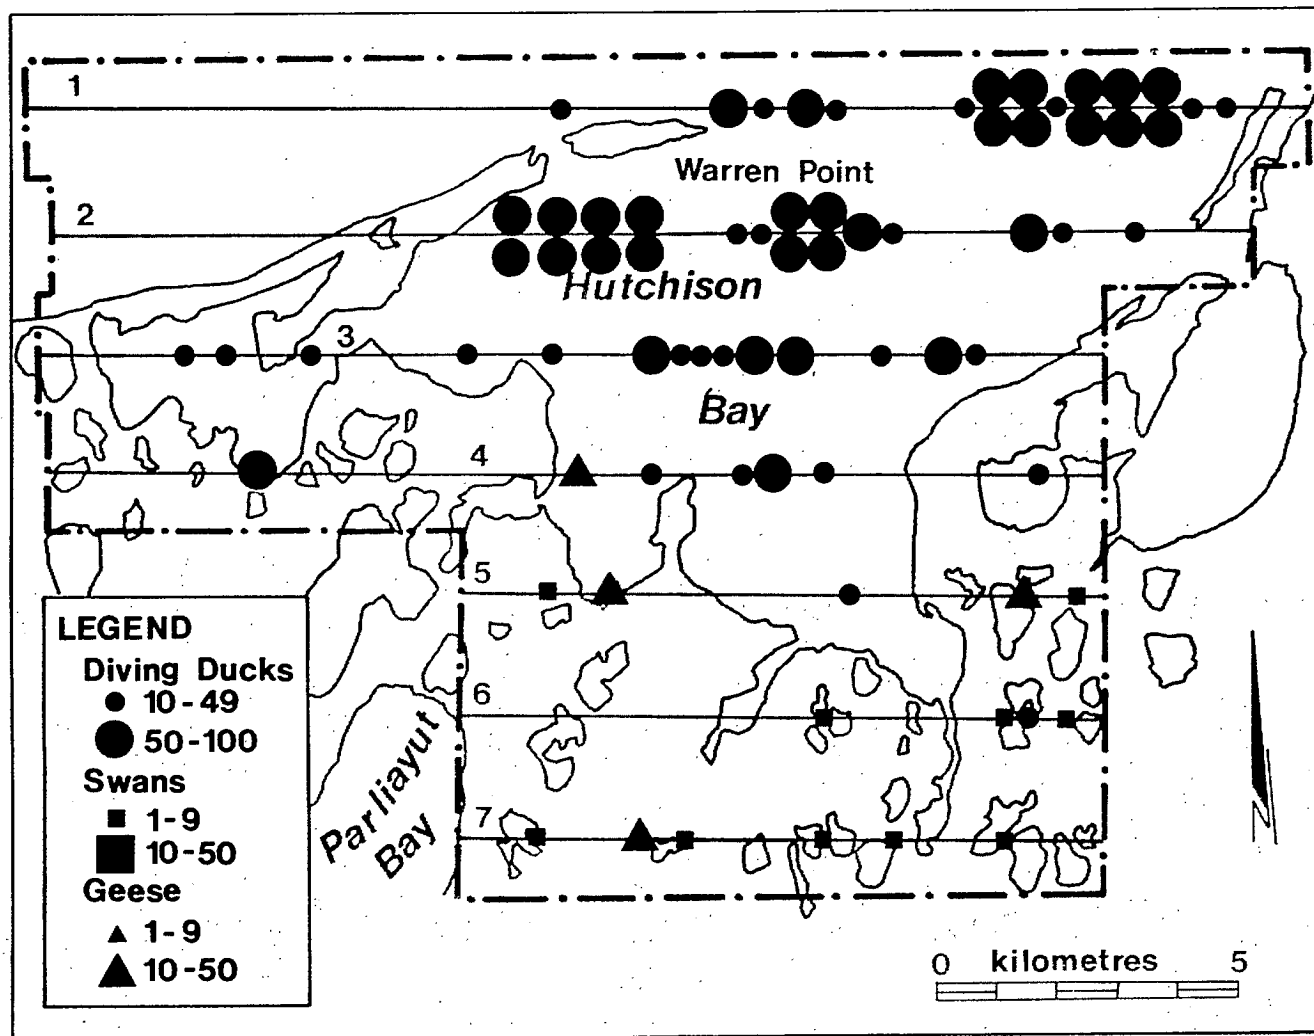 1
Warren Point
2
Hutchison
3
Bay
4
5
LEGEND
Diving Ducks
10-49
50-100
Swans
1-9
10-50
Geese
1-9
10-50
6
Parliayut
Bay
7
0 kilometres 5
N